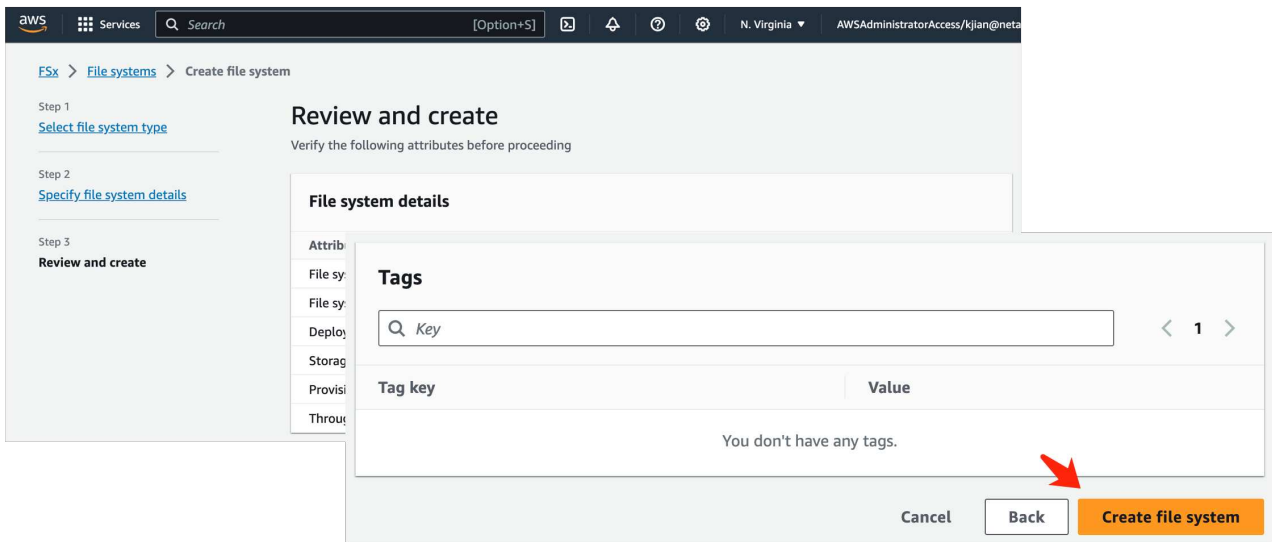 aws
Services
Search
[Option+S]
N. Virginia
AWSAdministratorAccess/kjian@neta
FSx > File systems > Create file system
Step 1
Select file system type
Step 2
Specify file system details
Step 3
Review and create
Review and create
Verify the following attributes before proceeding
File system details
Attrib
File sy
File sy
Deploy
Storag
Provisi
Throug
Tags
Key
< 1 >
Tag key
Value
You don't have any tags.
Cancel
Back
Create file system